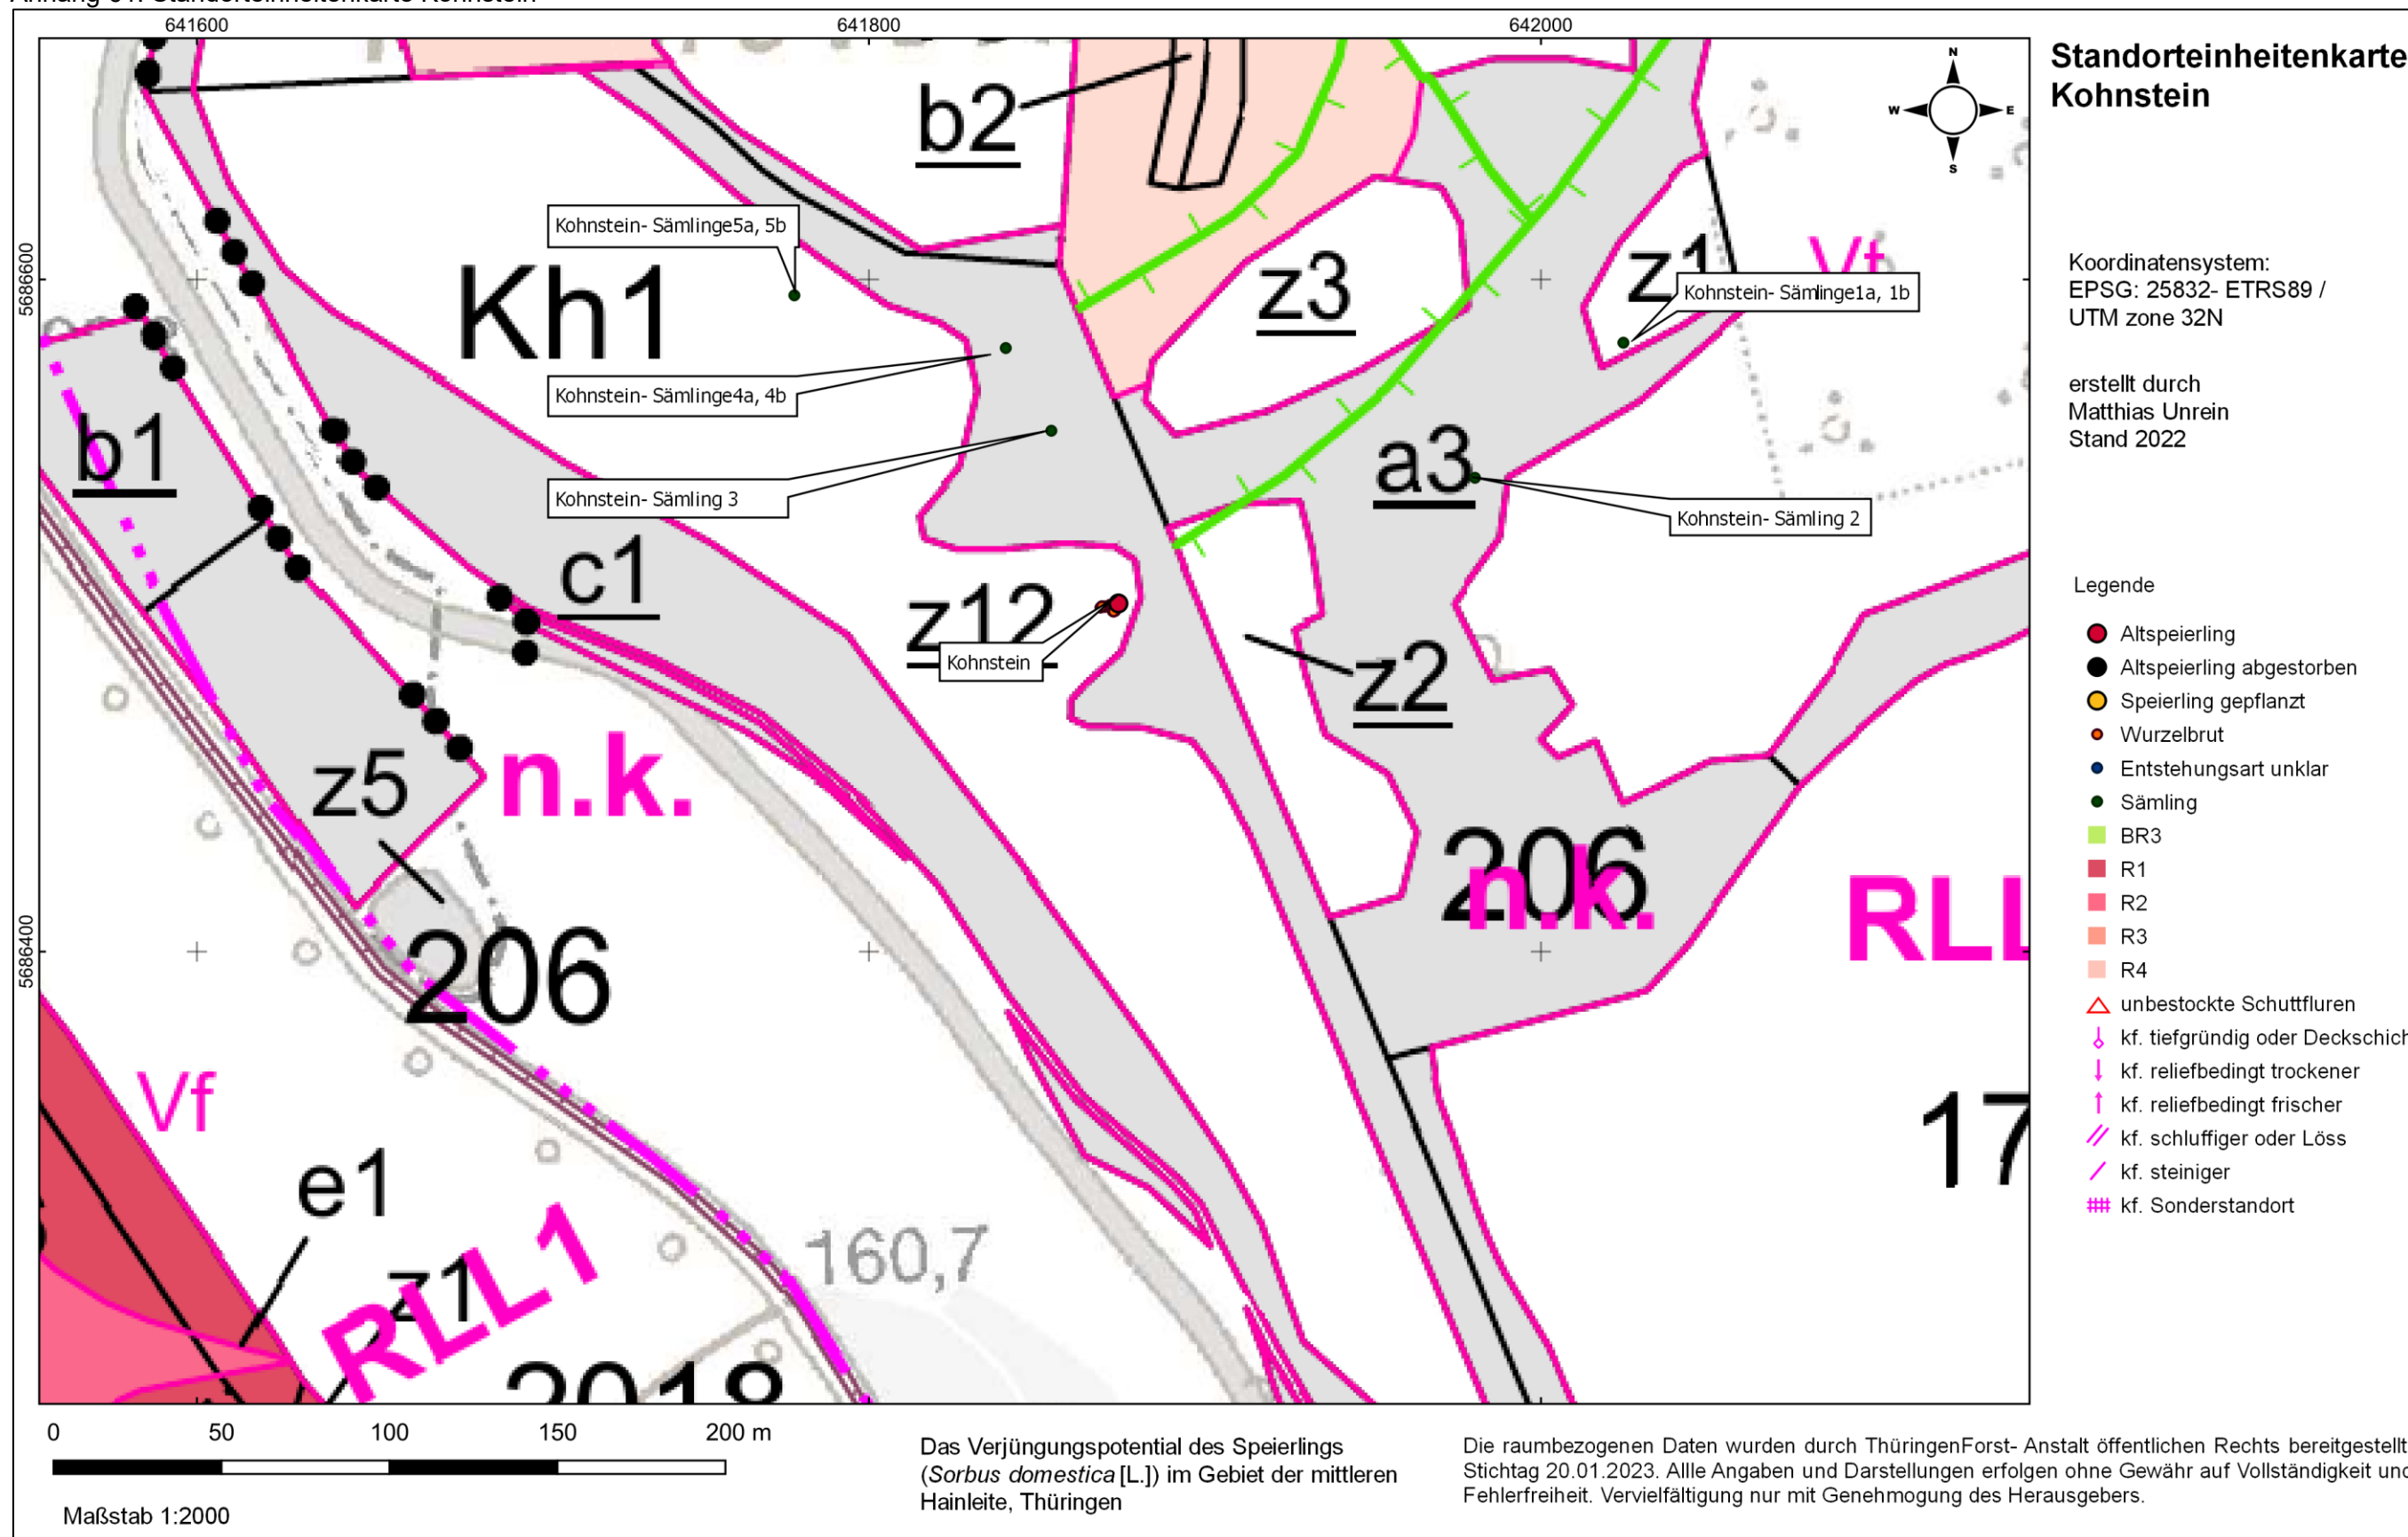 641600
641800
642000
Standorteinheitenkarte
Kohnstein
N
W
E
S
b2
Kohnstein- Sämlinge5a, 5b
5686600
Kh1
z3
z1
Vf
Kohnstein- Sämlinge1a, 1b
Koordinatensystem:
EPSG: 25832- ETRS89 /
UTM zone 32N
erstellt durch
Matthias Unrein
Stand 2022
Kohnstein- Sämlinge4a, 4b
b1
a3
Kohnstein- Sämling 3
Kohnstein- Sämling 2
c1
z12
Kohnstein
z2
z5
n.k.
206
n.k.
RLL
5686400
206
Vf
e1
z1
RLL 1
160,7
17
2018
Legende
Altspeierling
Altspeierling abgestorben
Speierling gepflanzt
Wurzelbrut
Entstehungsart unklar
Sämling
BR3
R1
R2
R3
R4
unbestockte Schuttfluren
kf. tiefgründig oder Deckschich
kf. reliefbedingt trockener
kf. reliefbedingt frischer
kf. schluffiger oder Löss
kf. steiniger
kf. Sonderstandort
0 50 100 150 200 m
Maßstab 1:2000
Das Verjüngungspotential des Speierlings
(Sorbus domestica [L.]) im Gebiet der mittleren
Hainleite, Thüringen
Die raumbezogenen Daten wurden durch ThüringenForst- Anstalt öffentlichen Rechts bereitgestellt
Stichtag 20.01.2023. Allle Angaben und Darstellungen erfolgen ohne Gewähr auf Vollständigkeit und
Fehlerfreiheit. Vervielfältigung nur mit Genehmogung des Herausgebers.